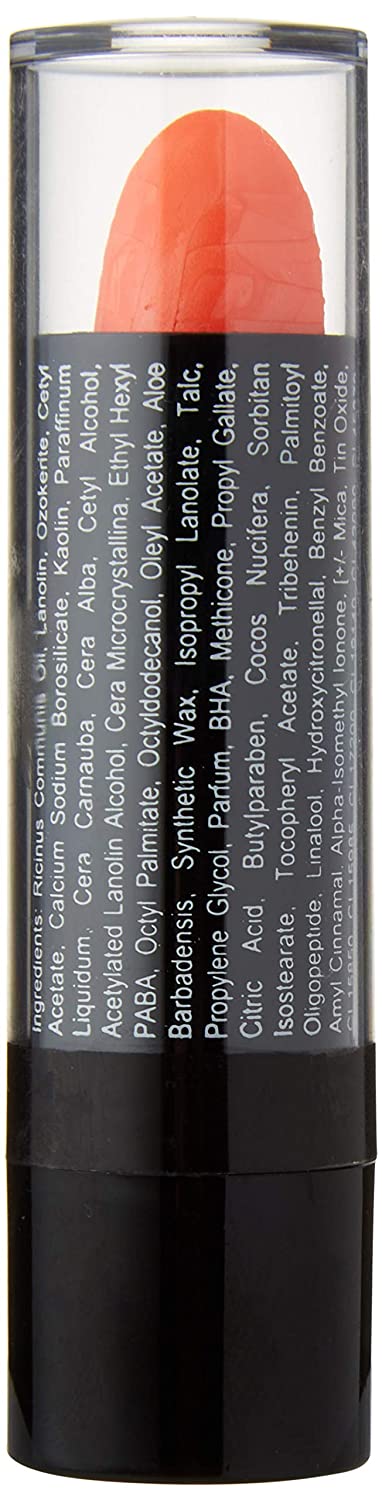 Ingredients: Ricinus Communis Oil, Lanolin, Ozokerite, Cetyl
Acetate, Calcium Sodium Borosilicate, Kaolin, Paraffinum
Liquidum, Cera Carnauba, Cera Alba, Cetyl Alcohol,
Acetylated Lanolin Alcohol, Cera Microcrystallina, Ethyl Hexyl
PABA, Octyl Palmitate, Octyldodecanol, Oleyl Acetate, Aloe
Barbadensis, Synthetic Wax, Isopropyl Lanolate, Talc,
Propylene Glycol, Parfum, BHA, Methicone, Propyl Gallate,
Citric Acid, Butylparaben, Cocos Nucifera, Sorbitan
Isostearate, Tocopheryl Acetate, Tribehenin, Palmitoyl
Oligopeptide, Linalool, Hydroxycitronellal, Benzyl Benzoate,
Amyl Cinnamal, Alpha-Isomethyl Ionone, [+/- Mica, Tin Oxide,